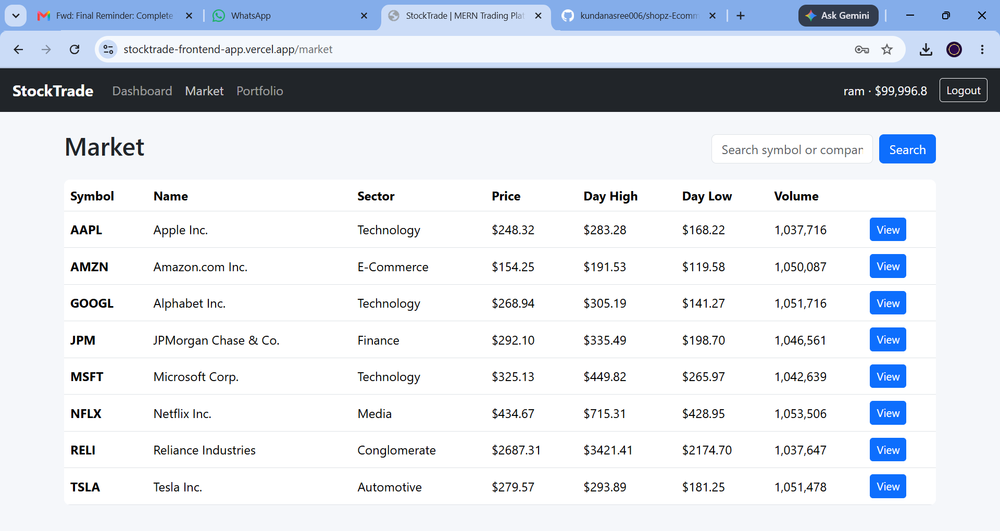 Fwd: Final Reminder: Complete
WhatsApp
StockTrade | MERN Trading Plat
kundanasree006/shopz-Ecomm
Ask Gemini
stocktrade-frontend-app.vercel.app/market
StockTrade Dashboard Market Portfolio ram · $99,996.8 Logout
Market Search symbol or compan Search
Symbol Name Sector Price Day High Day Low Volume
AAPL Apple Inc. Technology $248.32 $283.28 $168.22 1,037,716 View
AMZN Amazon.com Inc. E-Commerce $154.25 $191.53 $119.58 1,050,087 View
GOOGL Alphabet Inc. Technology $268.94 $305.19 $141.27 1,051,716 View
JPM JPMorgan Chase & Co. Finance $292.10 $335.49 $198.70 1,046,561 View
MSFT Microsoft Corp. Technology $325.13 $449.82 $265.97 1,042,639 View
NFLX Netflix Inc. Media $434.67 $715.31 $428.95 1,053,506 View
RELI Reliance Industries Conglomerate $2687.31 $3421.41 $2174.70 1,037,647 View
TSLA Tesla Inc. Automotive $279.57 $293.89 $181.25 1,051,478 View